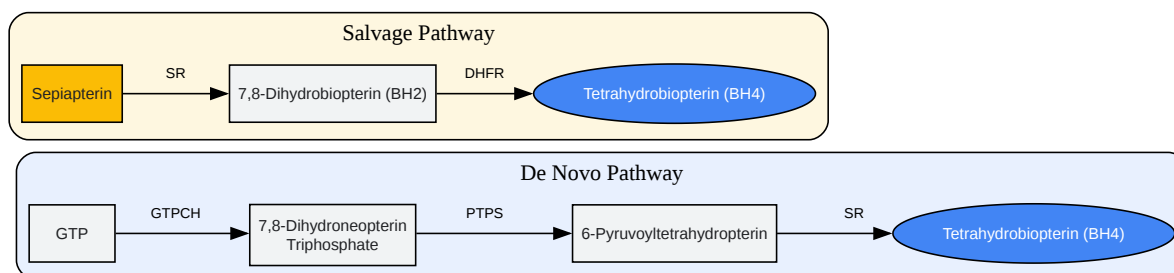 Salvage Pathway
Sepiapterin
SR
7,8-Dihydrobiopterin (BH2)
DHFR
Tetrahydrobiopterin (BH4)
De Novo Pathway
GTP
GTPCH
7,8-Dihydroneopterin
Triphosphate
PTPS
6-Pyruvoyltetrahydropterin
SR
Tetrahydrobiopterin (BH4)